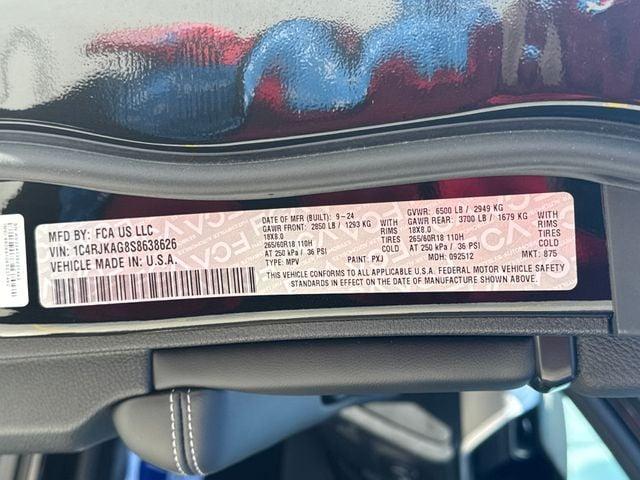 MFD BY: FCA US LLC
VIN: 1C4RJKAG8S8638626
VEHICLE MADE IN: U.S.A.
DATE OF MFR (BUILT): 9-24
GAWR FRONT: 2850 LB / 1293 KG WITH
18X8.0 RIMS
265/60R18 110H TIRES
AT 250 kPa / 36 PSI COLD
TYPE: MPV PAINT: PXJ
GVWR: 6500 LB / 2949 KG
GAWR REAR: 3700 LB / 1679 KG WITH
18X8.0 RIMS
265/60R18 110H TIRES
AT 250 kPa / 36 PSI COLD
MDH: 092512 MKT: 875
THIS VEHICLE CONFORMS TO ALL APPLICABLE U.S.A. FEDERAL MOTOR VEHICLE SAFETY
STANDARDS IN EFFECT ON THE DATE OF MANUFACTURE SHOWN ABOVE.